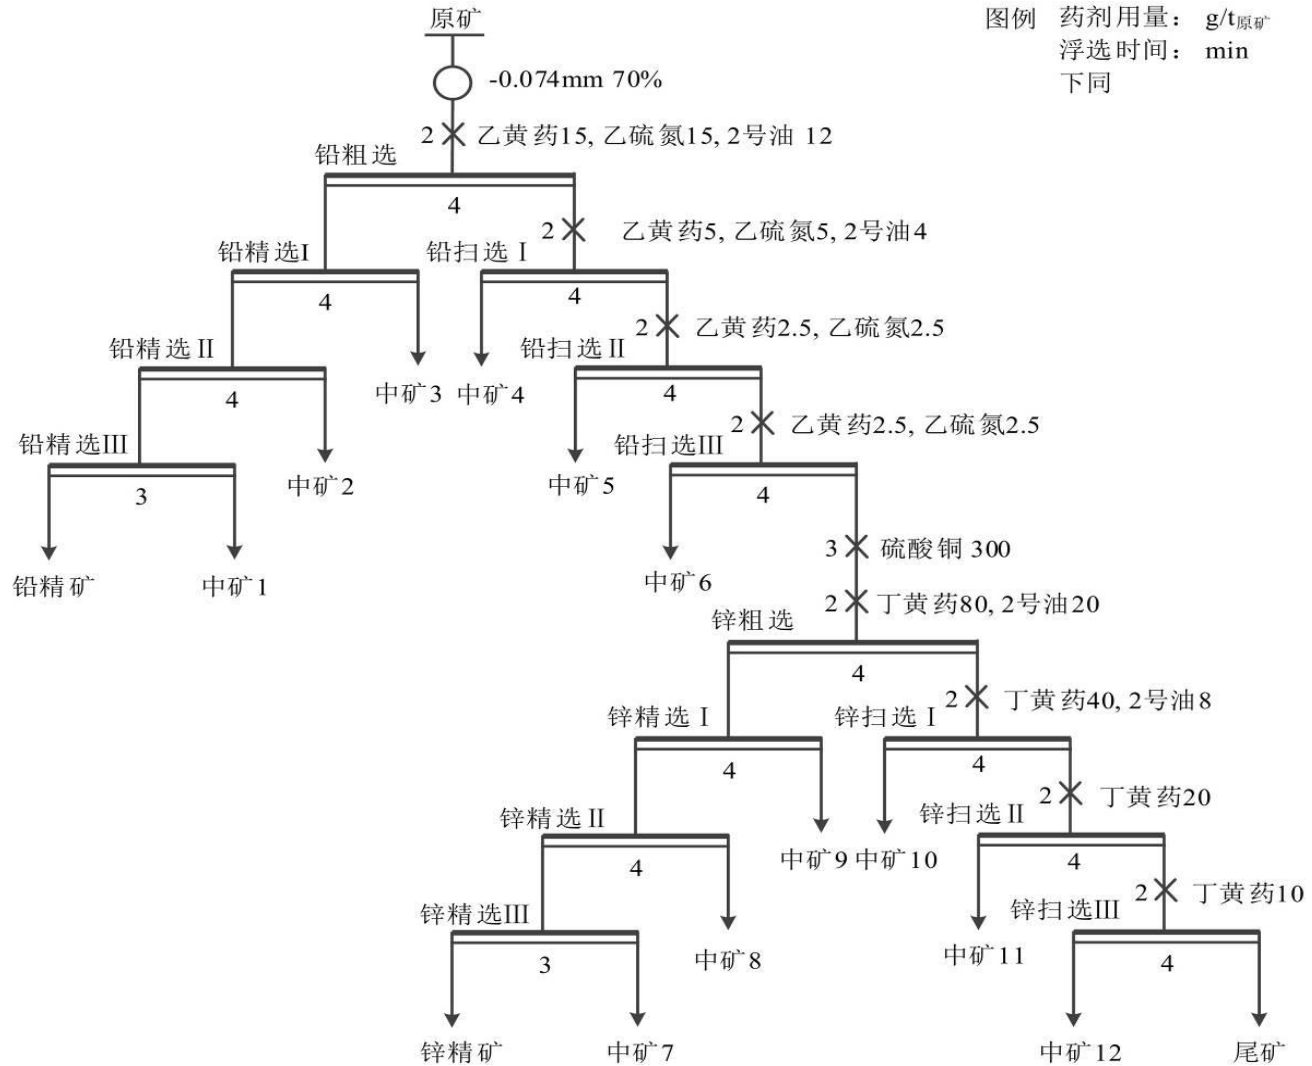 原矿
图例 药剂用量： g/t原矿
浮选时间： min
下同
-0.074mm 70%
2 乙黄药15, 乙硫氮15, 2号油 12
铅粗选
4
2 乙黄药5, 乙硫氮5, 2号油4
铅精选I
铅扫选 I
4
4
2 乙黄药2.5, 乙硫氮2.5
铅精选 II
铅扫选 II
中矿3
中矿4
4
4
2 乙黄药2.5, 乙硫氮2.5
铅精选III
铅扫选III
中矿2
中矿5
3
4
3 硫酸铜 300
铅精矿
中矿1
中矿6
2 丁黄药80, 2号油20
锌粗选
4
2 丁黄药40, 2号油8
锌精选 I
锌扫选 I
4
4
2 丁黄药20
锌精选 II
锌扫选 II
中矿9
中矿10
4
4
2 丁黄药10
锌精选III
锌扫选III
中矿8
中矿11
3
4
锌精矿
中矿7
中矿12
尾矿